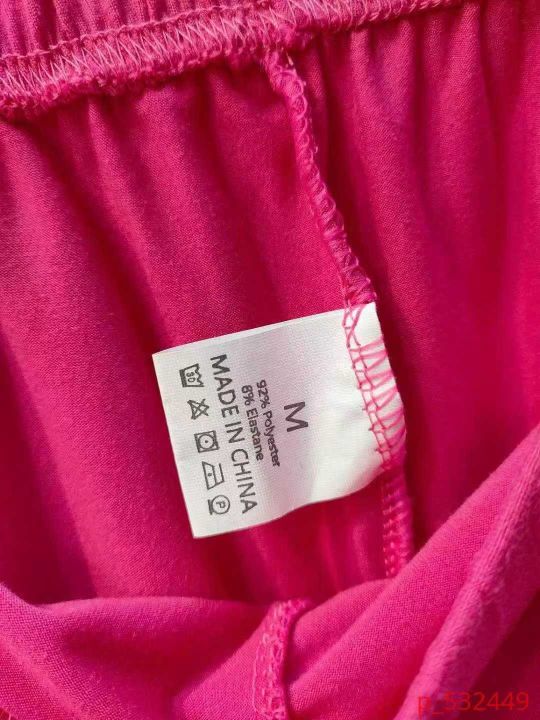 M
92% Polyester
8% Elastane
MADE IN CHINA
p_532449